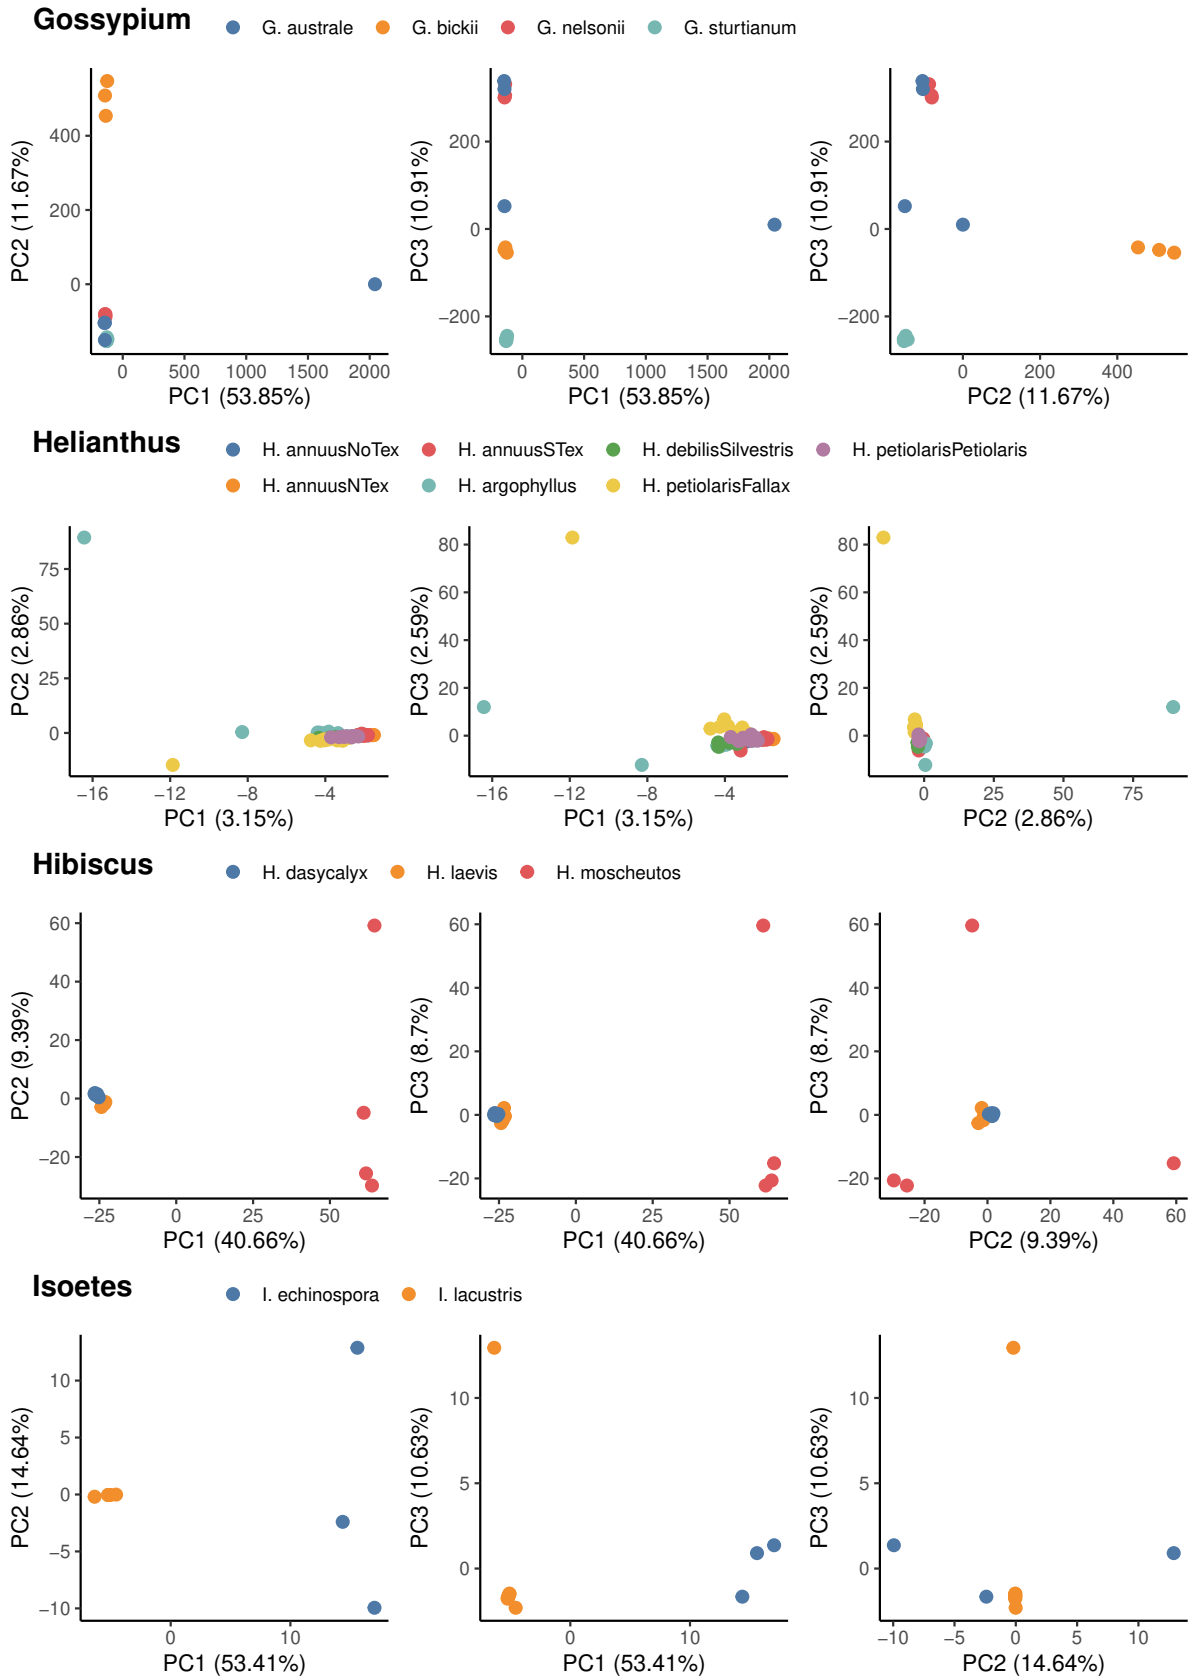 Gossypium
G. australe G. bickii G. nelsonii G. sturtianum
PC2 (11.67%)
400
200
0
0 500 1000 1500 2000
PC1 (53.85%)
PC3 (10.91%)
200
0
−200
0 500 1000 1500 2000
PC1 (53.85%)
PC3 (10.91%)
200
0
−200
0 200 400
PC2 (11.67%)
Helianthus
H. annuusNoTex H. annuusSTex H. debilisSilvestris H. petiolarisPetiolaris
H. annuusNTex H. argophyllus H. petiolarisFallax
PC2 (2.86%)
75
50
25
0
−16 −12 −8 −4
PC1 (3.15%)
PC3 (2.59%)
80
60
40
20
0
−16 −12 −8 −4
PC1 (3.15%)
PC3 (2.59%)
80
60
40
20
0
0 25 50 75
PC2 (2.86%)
Hibiscus
H. dasycalyx H. laevis H. moscheutos
PC2 (9.39%)
60
40
20
0
−20
−25 0 25 50
PC1 (40.66%)
PC3 (8.7%)
60
40
20
0
−20
−25 0 25 50
PC1 (40.66%)
PC3 (8.7%)
60
40
20
0
−20
−20 0 20 40 60
PC2 (9.39%)
Isoetes
I. echinospora I. lacustris
PC2 (14.64%)
10
5
0
−5
−10
0 10
PC1 (53.41%)
PC3 (10.63%)
10
5
0
0 10
PC1 (53.41%)
PC3 (10.63%)
10
5
0
−10 −5 0 5 10
PC2 (14.64%)